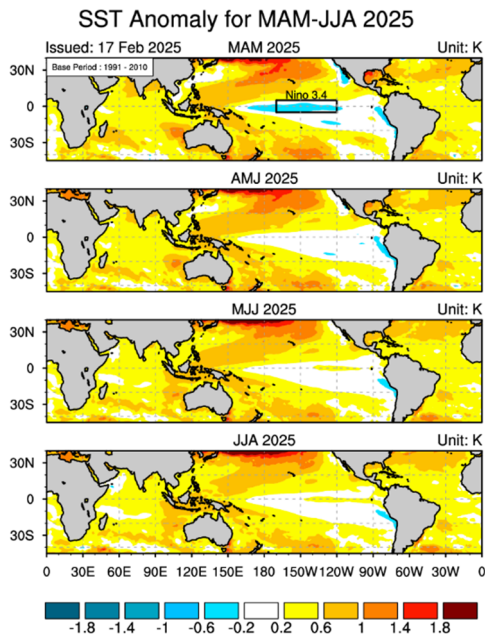 SST Anomaly for MAM-JJA 2025
Issued: 17 Feb 2025 MAM 2025 Unit: K
Base Period : 1991 - 2010
30N
Nino 3.4
0
30S
AMJ 2025 Unit: K
30N
0
30S
MJJ 2025 Unit: K
30N
0
30S
JJA 2025 Unit: K
30N
0
30S
0 30E 60E 90E 120E 150E 180 150W 120W 90W 60W 30W 0
-1.8 -1.4 -1 -0.6 -0.2 0.2 0.6 1 1.4 1.8